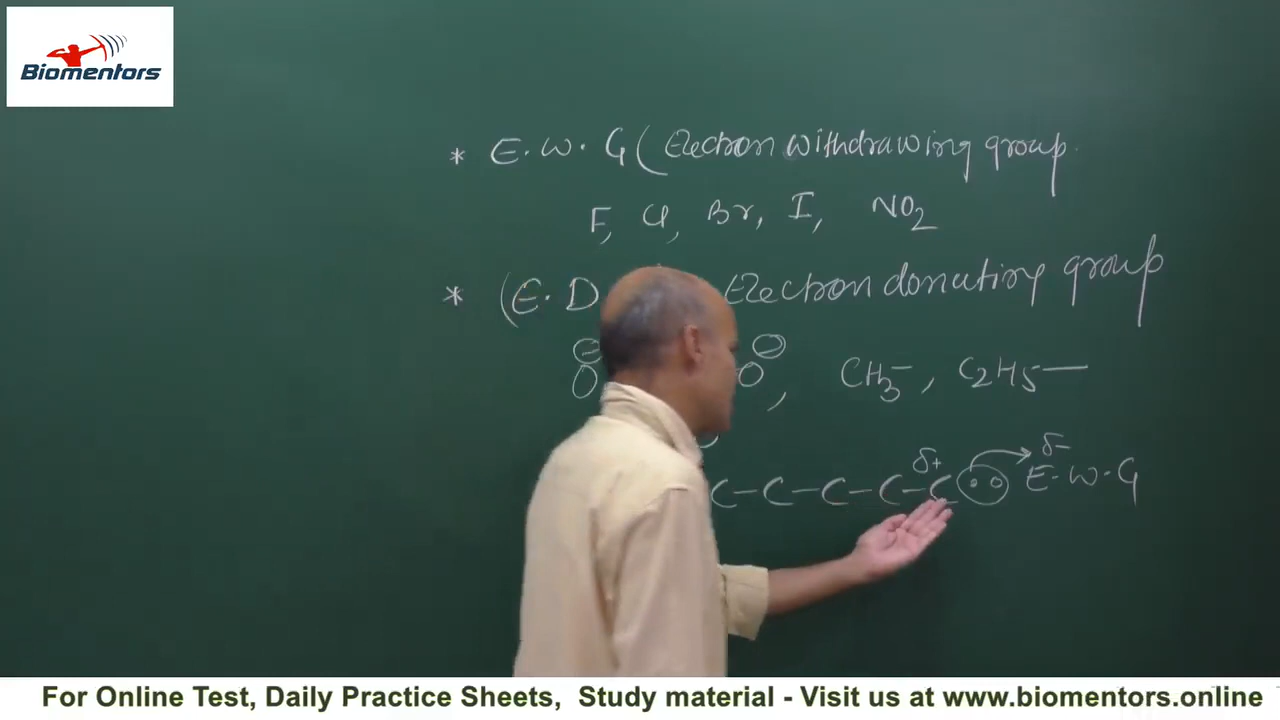 Biomentors
* E.W.G (Electron withdrawing group
F, Cl, Br, I, NO2
* (E.D Electron donating group
⊖ ⊖
O O, CH3–, C2H5—
δ+ δ–
C–C–C–C–C E.W.G
For Online Test, Daily Practice Sheets, Study material - Visit us at www.biomentors.online